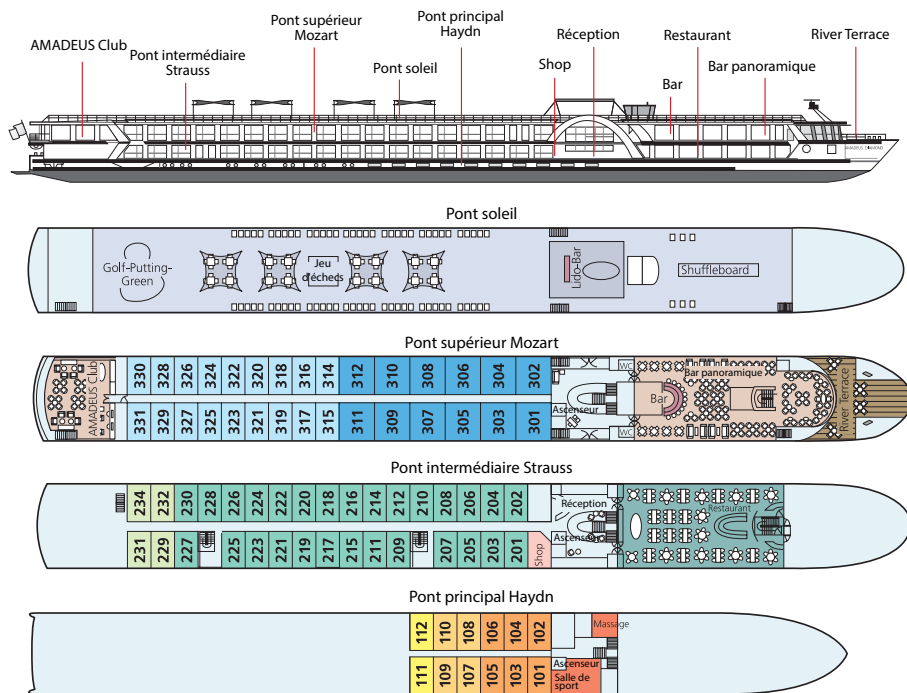 Pont supérieur
Mozart
Pont principal
Haydn
AMADEUS Club
Pont intermédiaire
Strauss
Pont soleil
Shop
Réception
Restaurant
Bar
Bar panoramique
River Terrace
AMADEUS DIAMOND
Pont soleil
Golf-Putting-
Green
Jeu
d'échecs
Lido-Bar
Shuffleboard
Pont supérieur Mozart
AMADEUS Club
330 328 326 324 322 320 318 316 314 312 310 308 306 304 302
331 329 327 325 323 321 319 317 315 311 309 307 305 303 301
Ascenseur
WC
WC
Bar
Bar panoramique
River Terrace
Pont intermédiaire Strauss
234 232 230 228 226 224 222 220 218 216 214 212 210 208 206 204 202
231 229 227 225 223 221 219 217 215 211 209 207 205 203 201
Shop
Réception
Ascenseur
Restaurant
Pont principal Haydn
112 110 108 106 104 102
111 109 107 105 103 101
Massage
Ascenseur
Salle de
sport